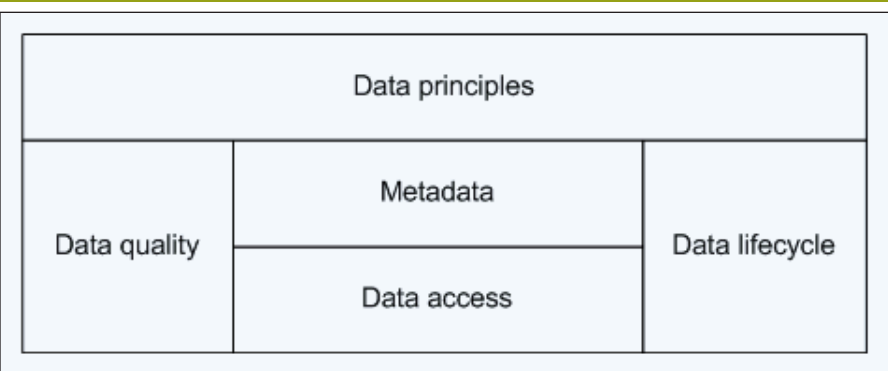 Data principles
Metadata
Data quality
Data lifecycle
Data access